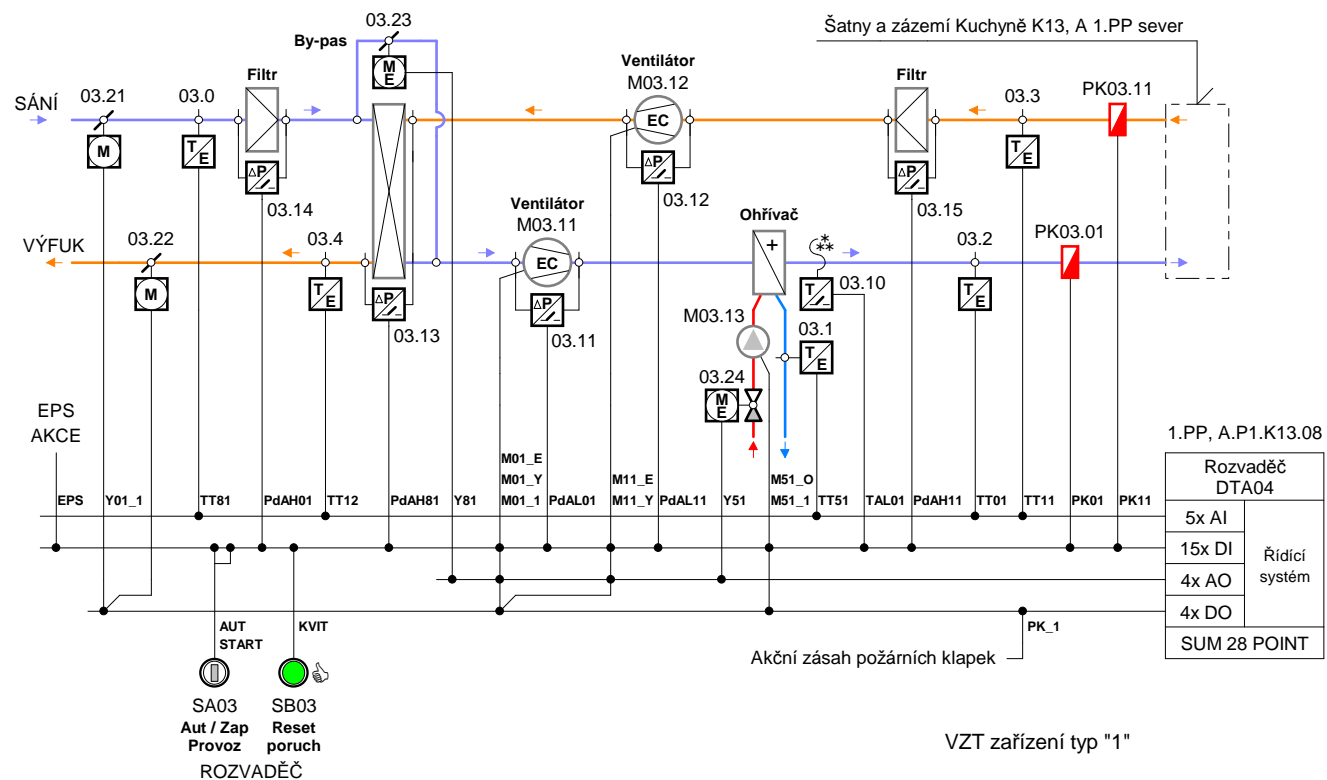 03.23
Šatny a zázemí Kuchyně K13, A 1.PP sever
By-pas
M
E
Ventilátor
M03.12
Filtr
Filtr
SÁNÍ
03.21
03.0
03.3
PK03.11
EC
M
T
E
ΔP
03.14
ΔP
03.12
ΔP
03.15
T
E
Ventilátor
M03.11
Ohřívač
VÝFUK
03.22
03.4
03.2
PK03.01
EC
+
M
T
E
ΔP
03.13
ΔP
03.11
T
03.10
T
E
M03.13
03.1
T
E
03.24
M
E
EPS
AKCE
1.PP, A.P1.K13.08
Rozvaděč
DTA04
M01_E
M01_Y
M01_1
M11_E
M11_Y
M51_O
M51_1
EPS
Y01_1
TT81
PdAH01
TT12
PdAH81
Y81
PdAL01
PdAL11
Y51
TT51
TAL01
PdAH11
TT01
TT11
PK01
PK11
5x AI
15x DI
4x AO
4x DO
Řídící
systém
SUM 28 POINT
AUT
START
KVIT
PK_1
Akční zásah požárních klapek
SA03
Aut / Zap
Provoz
SB03
Reset
poruch
ROZVADĚČ
VZT zařízení typ "1"